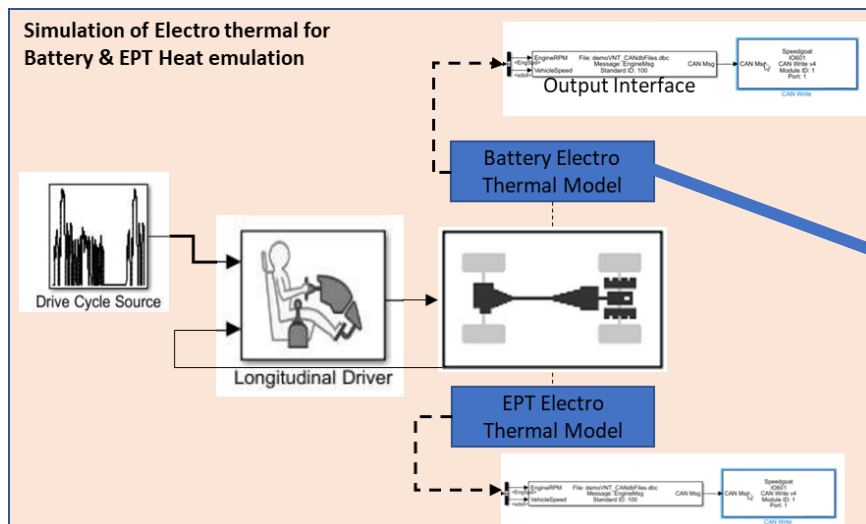 Simulation of Electro thermal for
Battery & EPT Heat emulation
EngineRPM
<EngSpd>
VehicleSpeed
<xdot>
File: demoVNT_CANdbFiles.dbc
Message: EngineMsg
Standard ID: 100
CAN Msg
CAN Msg
Speedgoat
IO601
CAN Write v4
Module ID: 1
Port: 1
CAN Write
Output Interface
Battery Electro
Thermal Model
Drive Cycle Source
Longitudinal Driver
EPT Electro
Thermal Model
EngineRPM
<EngSpd>
VehicleSpeed
<xdot>
File: demoVNT_CANdbFiles.dbc
Message: EngineMsg
Standard ID: 100
CAN Msg
CAN Msg
Speedgoat
IO601
CAN Write v4
Module ID: 1
Port: 1
CAN Write